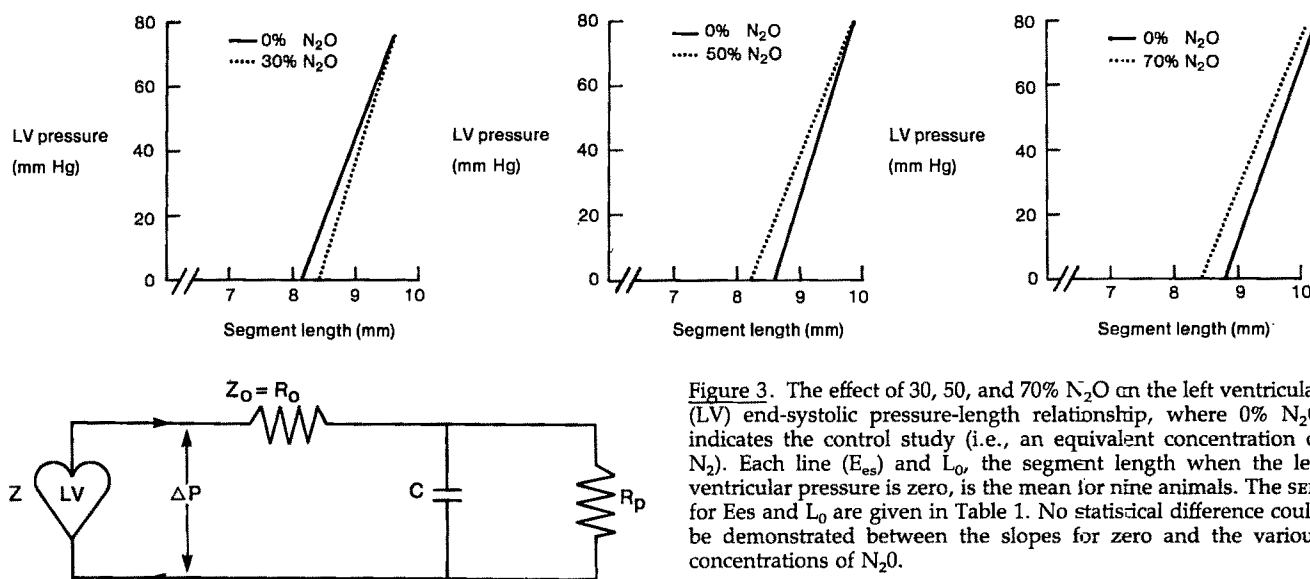 80
60
40
20
0
0% N₂O
30% N₂O
LV pressure
(mm Hg)
7 8 9 10
Segment length (mm)
80
60
40
20
0
0% N₂O
50% N₂O
LV pressure
(mm Hg)
7 8 9 10
Segment length (mm)
80
60
40
20
0
0% N₂O
70% N₂O
LV pressure
(mm Hg)
7 8 9 10
Segment length (mm)
Z₀ = R₀
Z
LV
ΔP
C
Rₚ
Figure 3. The effect of 30, 50, and 70% N₂O on the left ventricular
(LV) end-systolic pressure-length relationship, where 0% N₂O
indicates the control study (i.e., an equivalent concentration
N₂). Each line (Eₑₛ) and L₀, the segment length when the
ventricular pressure is zero, is the mean for nine animals. The
for Ees and L₀ are given in Table 1. No statistical difference
be demonstrated between the slopes for zero and the
concentrations of N₂0.